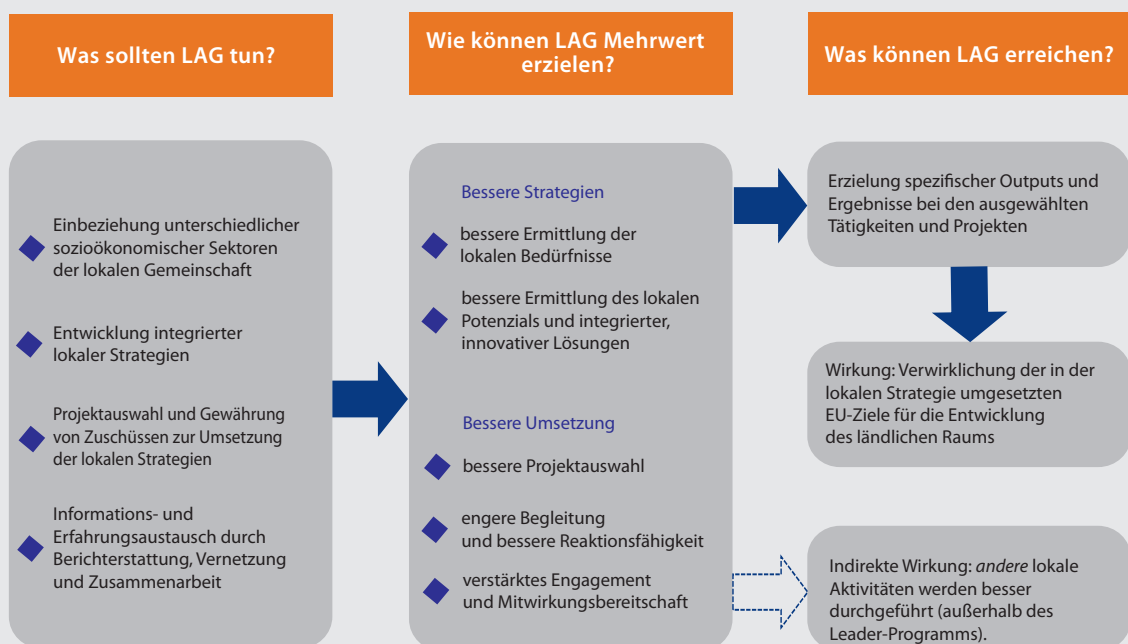 Was sollten LAG tun?
Einbeziehung unterschiedlicher
sozioökonomischer Sektoren
der lokalen Gemeinschaft
Entwicklung integrierter
lokaler Strategien
Projektauswahl und Gewährung
von Zuschüssen zur Umsetzung
der lokalen Strategien
Informations- und
Erfahrungsaustausch durch
Berichterstattung, Vernetzung
und Zusammenarbeit
Wie können LAG Mehrwert
erzielen?
Bessere Strategien
bessere Ermittlung der
lokalen Bedürfnisse
bessere Ermittlung des lokalen
Potenzials und integrierter,
innovativer Lösungen
Bessere Umsetzung
bessere Projektauswahl
engere Begleitung
und bessere Reaktionsfähigkeit
verstärktes Engagement
und Mitwirkungsbereitschaft
Was können LAG erreichen?
Erzielung spezifischer Outputs und
Ergebnisse bei den ausgewählten
Tätigkeiten und Projekten
Wirkung: Verwirklichung der in der
lokalen Strategie umgesetzten
EU-Ziele für die Entwicklung
des ländlichen Raums
Indirekte Wirkung: andere lokale
Aktivitäten werden besser
durchgeführt (außerhalb des
Leader-Programms).